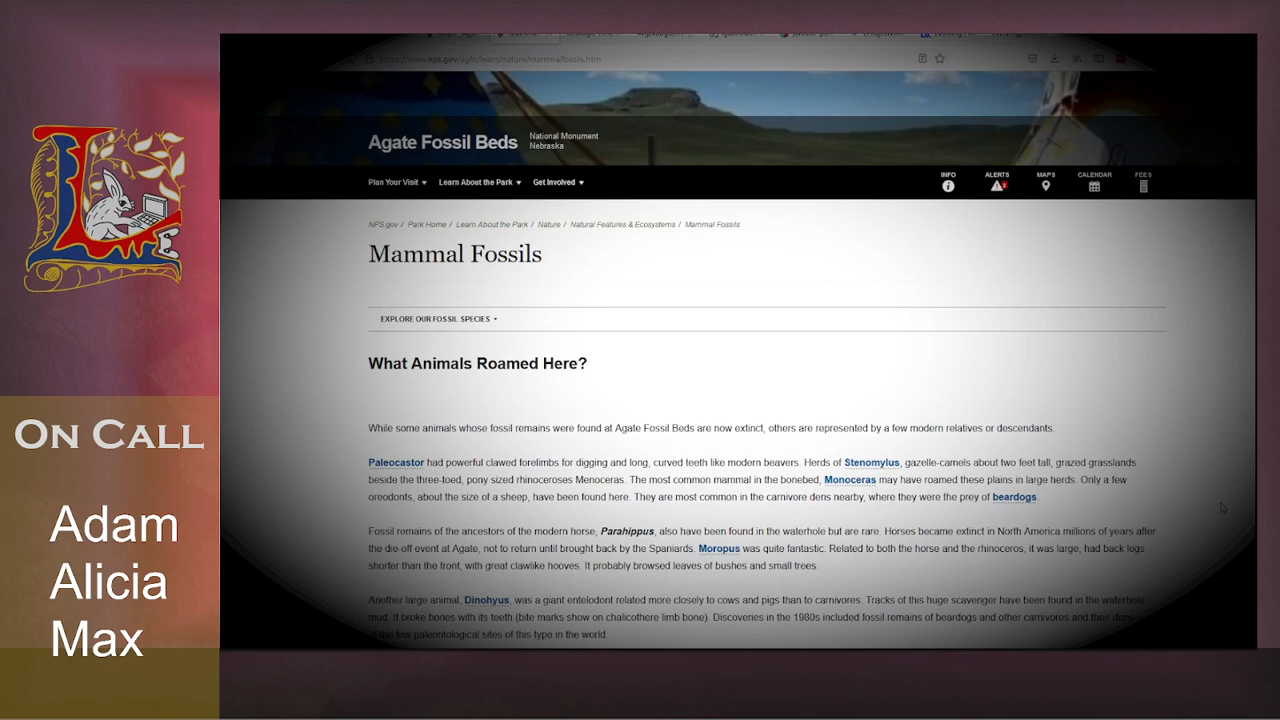 https://www.nps.gov/agfo/learn/nature/mammalfossils.htm
Agate Fossil Beds
National Monument
Nebraska
Plan Your Visit
Learn About the Park
Get Involved
INFO
ALERTS
MAPS
CALENDAR
FEES
NPS.gov / Park Home / Learn About the Park / Nature / Natural Features & Ecosystems / Mammal Fossils
Mammal Fossils
EXPLORE OUR FOSSIL SPECIES
What Animals Roamed Here?
While some animals whose fossil remains were found at Agate Fossil Beds are now extinct, others are represented by a few modern relatives or descendants.
Paleocastor had powerful clawed forelimbs for digging and long, curved teeth like modern beavers. Herds of Stenomylus, gazelle-camels about two feet tall, grazed grasslands
beside the three-toed, pony sized rhinoceroses Menoceras. The most common mammal in the bonebed, Monoceras may have roamed these plains in large herds. Only a few
oreodonts, about the size of a sheep, have been found here. They are most common in the carnivore dens nearby, where they were the prey of beardogs.
Fossil remains of the ancestors of the modern horse, Parahippus, also have been found in the waterhole but are rare. Horses became extinct in North America millions of years after
the die-off event at Agate, not to return until brought back by the Spaniards. Moropus was quite fantastic. Related to both the horse and the rhinoceros, it was large, had back legs
shorter than the front, with great clawlike hooves. It probably browsed leaves of bushes and small trees.
Another large animal, Dinohyus, was a giant entelodont related more closely to cows and pigs than to carnivores. Tracks of this huge scavenger have been found in the waterhole
mud. It broke bones with its teeth (bite marks show on chalicothere limb bone). Discoveries in the 1980s included fossil remains of beardogs and other carnivores and their dens
of the few paleontological sites of this type in the world.
ON CALL
Adam
Alicia
Max